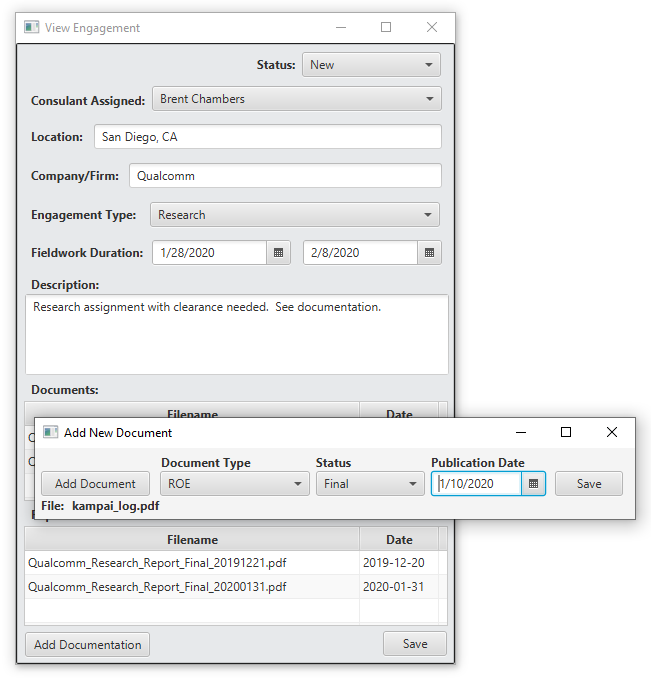 View Engagement
Status: New
Consulant Assigned: Brent Chambers
Location: San Diego, CA
Company/Firm: Qualcomm
Engagement Type: Research
Fieldwork Duration: 1/28/2020 2/8/2020
Description:
Research assignment with clearance needed. See documentation.
Documents:
Filename Date
Add New Document
Document Type Status Publication Date
Add Document ROE Final 1/10/2020 Save
File: kampai_log.pdf
Filename Date
Qualcomm_Research_Report_Final_20191221.pdf 2019-12-20
Qualcomm_Research_Report_Final_20200131.pdf 2020-01-31
Add Documentation Save